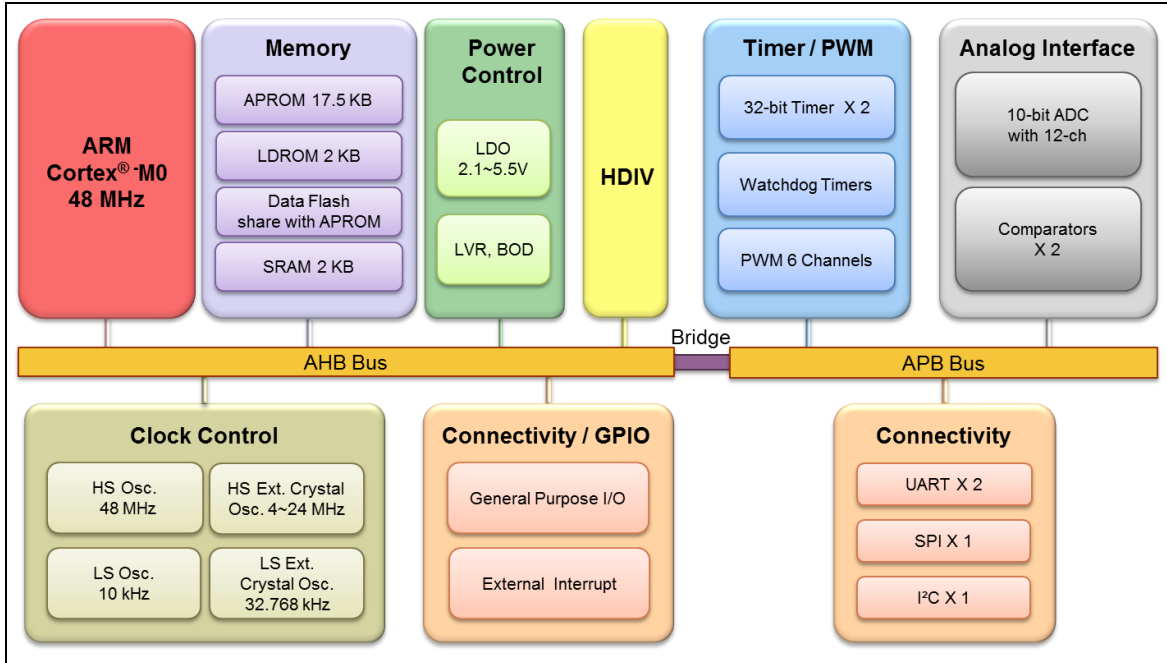 ARM
Cortex® -M0
48 MHz
Memory
APROM 17.5 KB
LDROM 2 KB
Data Flash
share with APROM
SRAM 2 KB
Power
Control
LDO
2.1~5.5V
LVR, BOD
HDIV
Timer / PWM
32-bit Timer X 2
Watchdog Timers
PWM 6 Channels
Analog Interface
10-bit ADC
with 12-ch
Comparators
X 2
AHB Bus
Bridge
APB Bus
Clock Control
HS Osc.
48 MHz
HS Ext. Crystal
Osc. 4~24 MHz
LS Osc.
10 kHz
LS Ext.
Crystal Osc.
32.768 kHz
Connectivity / GPIO
General Purpose I/O
External Interrupt
Connectivity
UART X 2
SPI X 1
I²C X 1